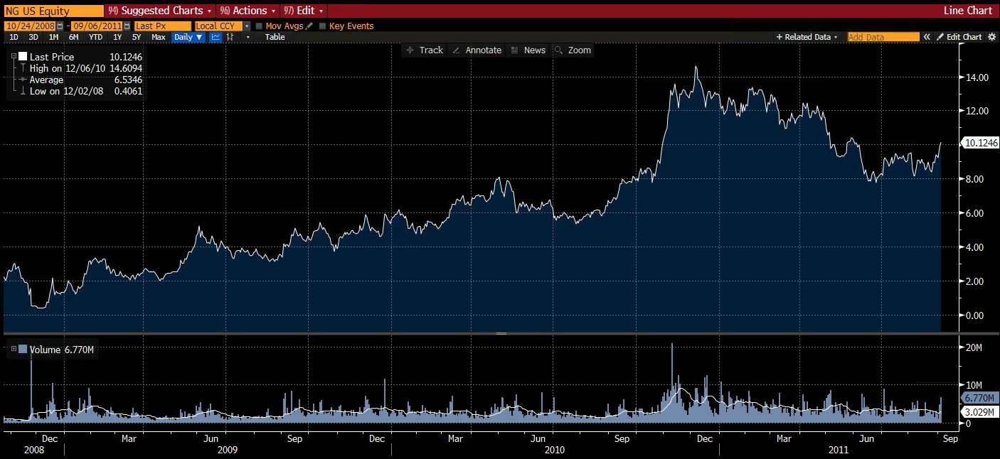 NG US Equity 94) Suggested Charts 96) Actions 97) Edit Line Chart
10/24/2008 - 09/06/2011 Last Px Local CCY Mov Avgs Key Events
1D 3D 1M 6M YTD 1Y 5Y Max Daily ▼ Table + Related Data Add Data « Edit Chart
Track Annotate News Zoom
Last Price 10.1246
High on 12/06/10 14.6094
Average 6.5346
Low on 12/02/08 0.4061
14.00
12.00
10.1246
8.00
6.00
4.00
2.00
0.00
Volume 6.770M
20M
10M
6.770M
3.029M
0
Dec Mar Jun Sep Dec Mar Jun Sep Dec Mar Jun Sep
2008 2009 2010 2011